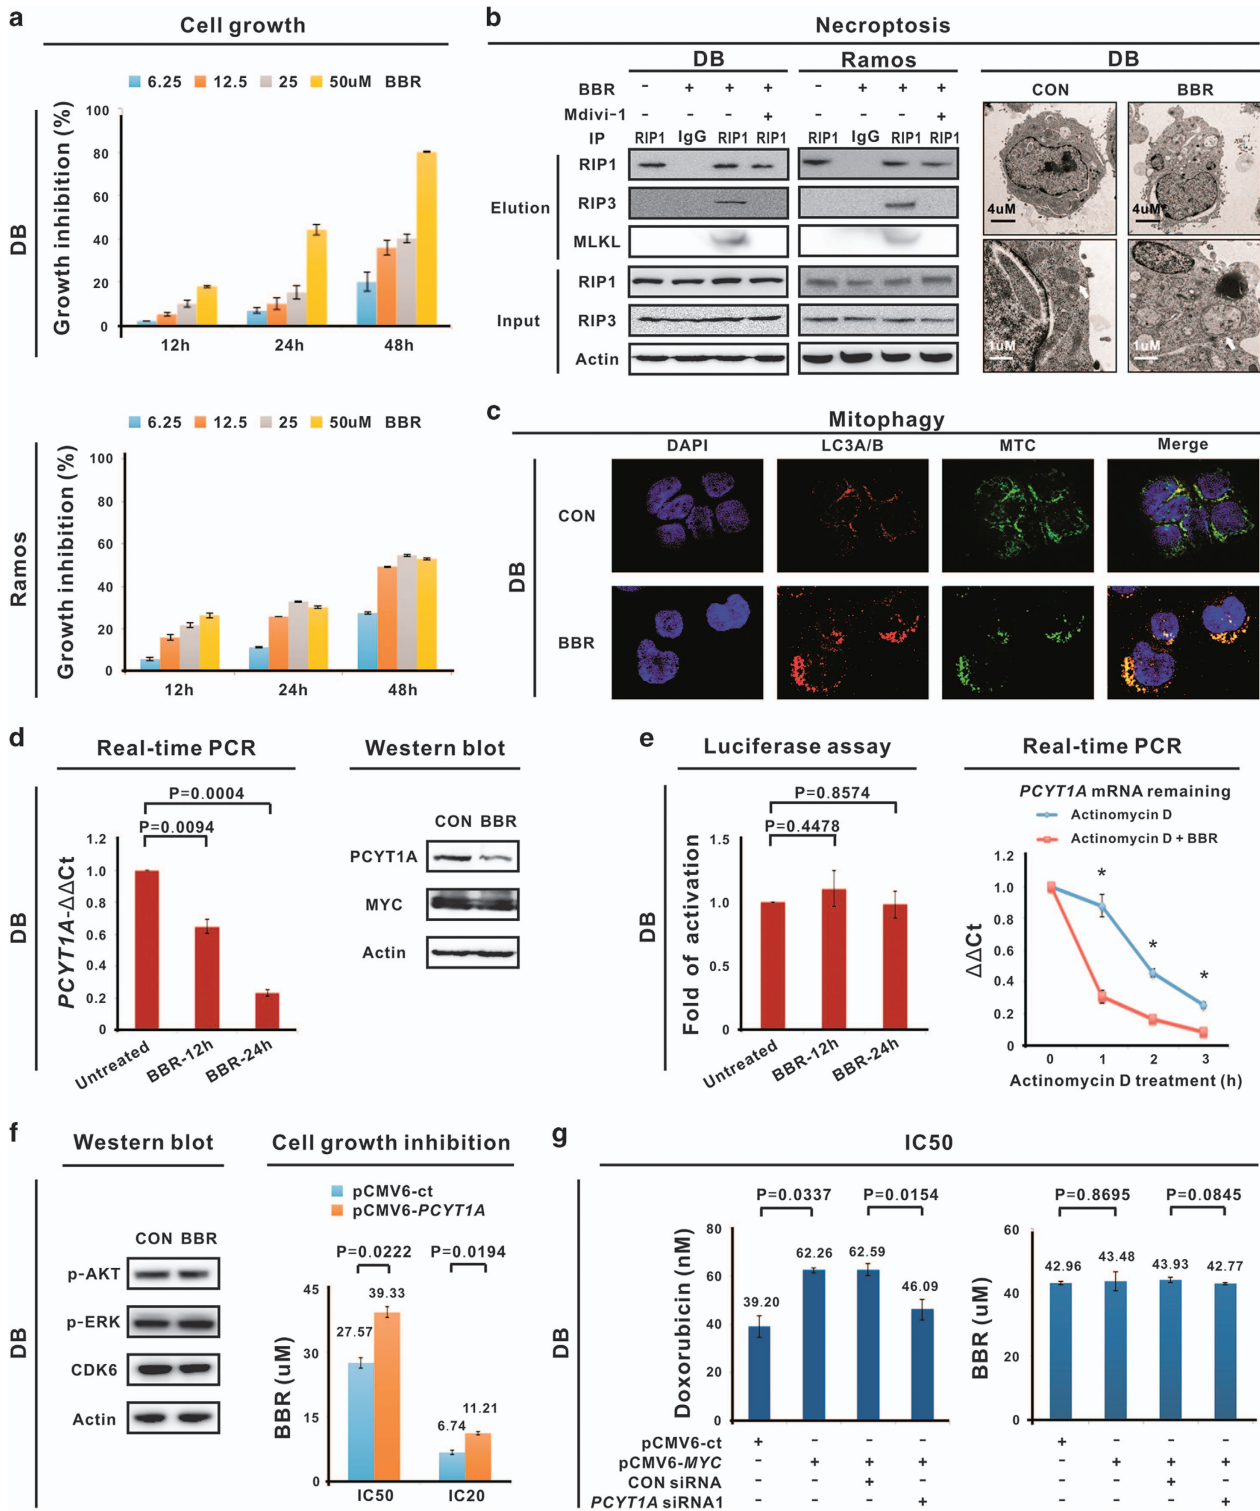 a
Cell growth
6.25 12.5 25 50uM BBR
DB
Growth inhibition (%)
100
80
60
40
20
0
12h 24h 48h
6.25 12.5 25 50uM BBR
Ramos
Growth inhibition (%)
100
80
60
40
20
0
12h 24h 48h
b
Necroptosis
DB Ramos DB
BBR - + + + - + + + CON BBR
Mdivi-1 - - - + - - - +
IP RIP1 IgG RIP1 RIP1 RIP1 IgG RIP1 RIP1
Elution
RIP1
RIP3
MLKL
Input
RIP1
RIP3
Actin
4uM 4uM
1uM 1uM
c
Mitophagy
DAPI LC3A/B MTC Merge
DB
CON
BBR
d
Real-time PCR Western blot
DB
P=0.0004
P=0.0094
PCYT1A-ΔΔCt
1.2
1.0
0.8
0.6
0.4
0.2
0
Untreated BBR-12h BBR-24h
CON BBR
PCYT1A
MYC
Actin
e
Luciferase assay Real-time PCR
DB
P=0.8574
P=0.4478
Fold of activation
1.5
1.0
0.5
0
Untreated BBR-12h BBR-24h
PCYT1A mRNA remaining
Actinomycin D
Actinomycin D + BBR
ΔΔCt
1.2
1.0
0.8
0.6
0.4
0.2
0
* * *
0 1 2 3
Actinomycin D treatment (h)
f
Western blot Cell growth inhibition
DB
CON BBR
p-AKT
p-ERK
CDK6
Actin
pCMV6-ct
pCMV6-PCYT1A
P=0.0222 P=0.0194
BBR (uM)
45
30
15
0
27.57 39.33 6.74 11.21
IC50 IC20
g
IC50
DB
P=0.0337 P=0.0154
Doxorubicin (nM)
80
60
40
20
0
39.20 62.26 62.59 46.09
P=0.8695 P=0.0845
BBR (uM)
60
40
20
0
42.96 43.48 43.93 42.77
pCMV6-ct + - - - + - - -
pCMV6-MYC - + + + - + + +
CON siRNA - - + - - - + -
PCYT1A siRNA1 - - - + - - - +